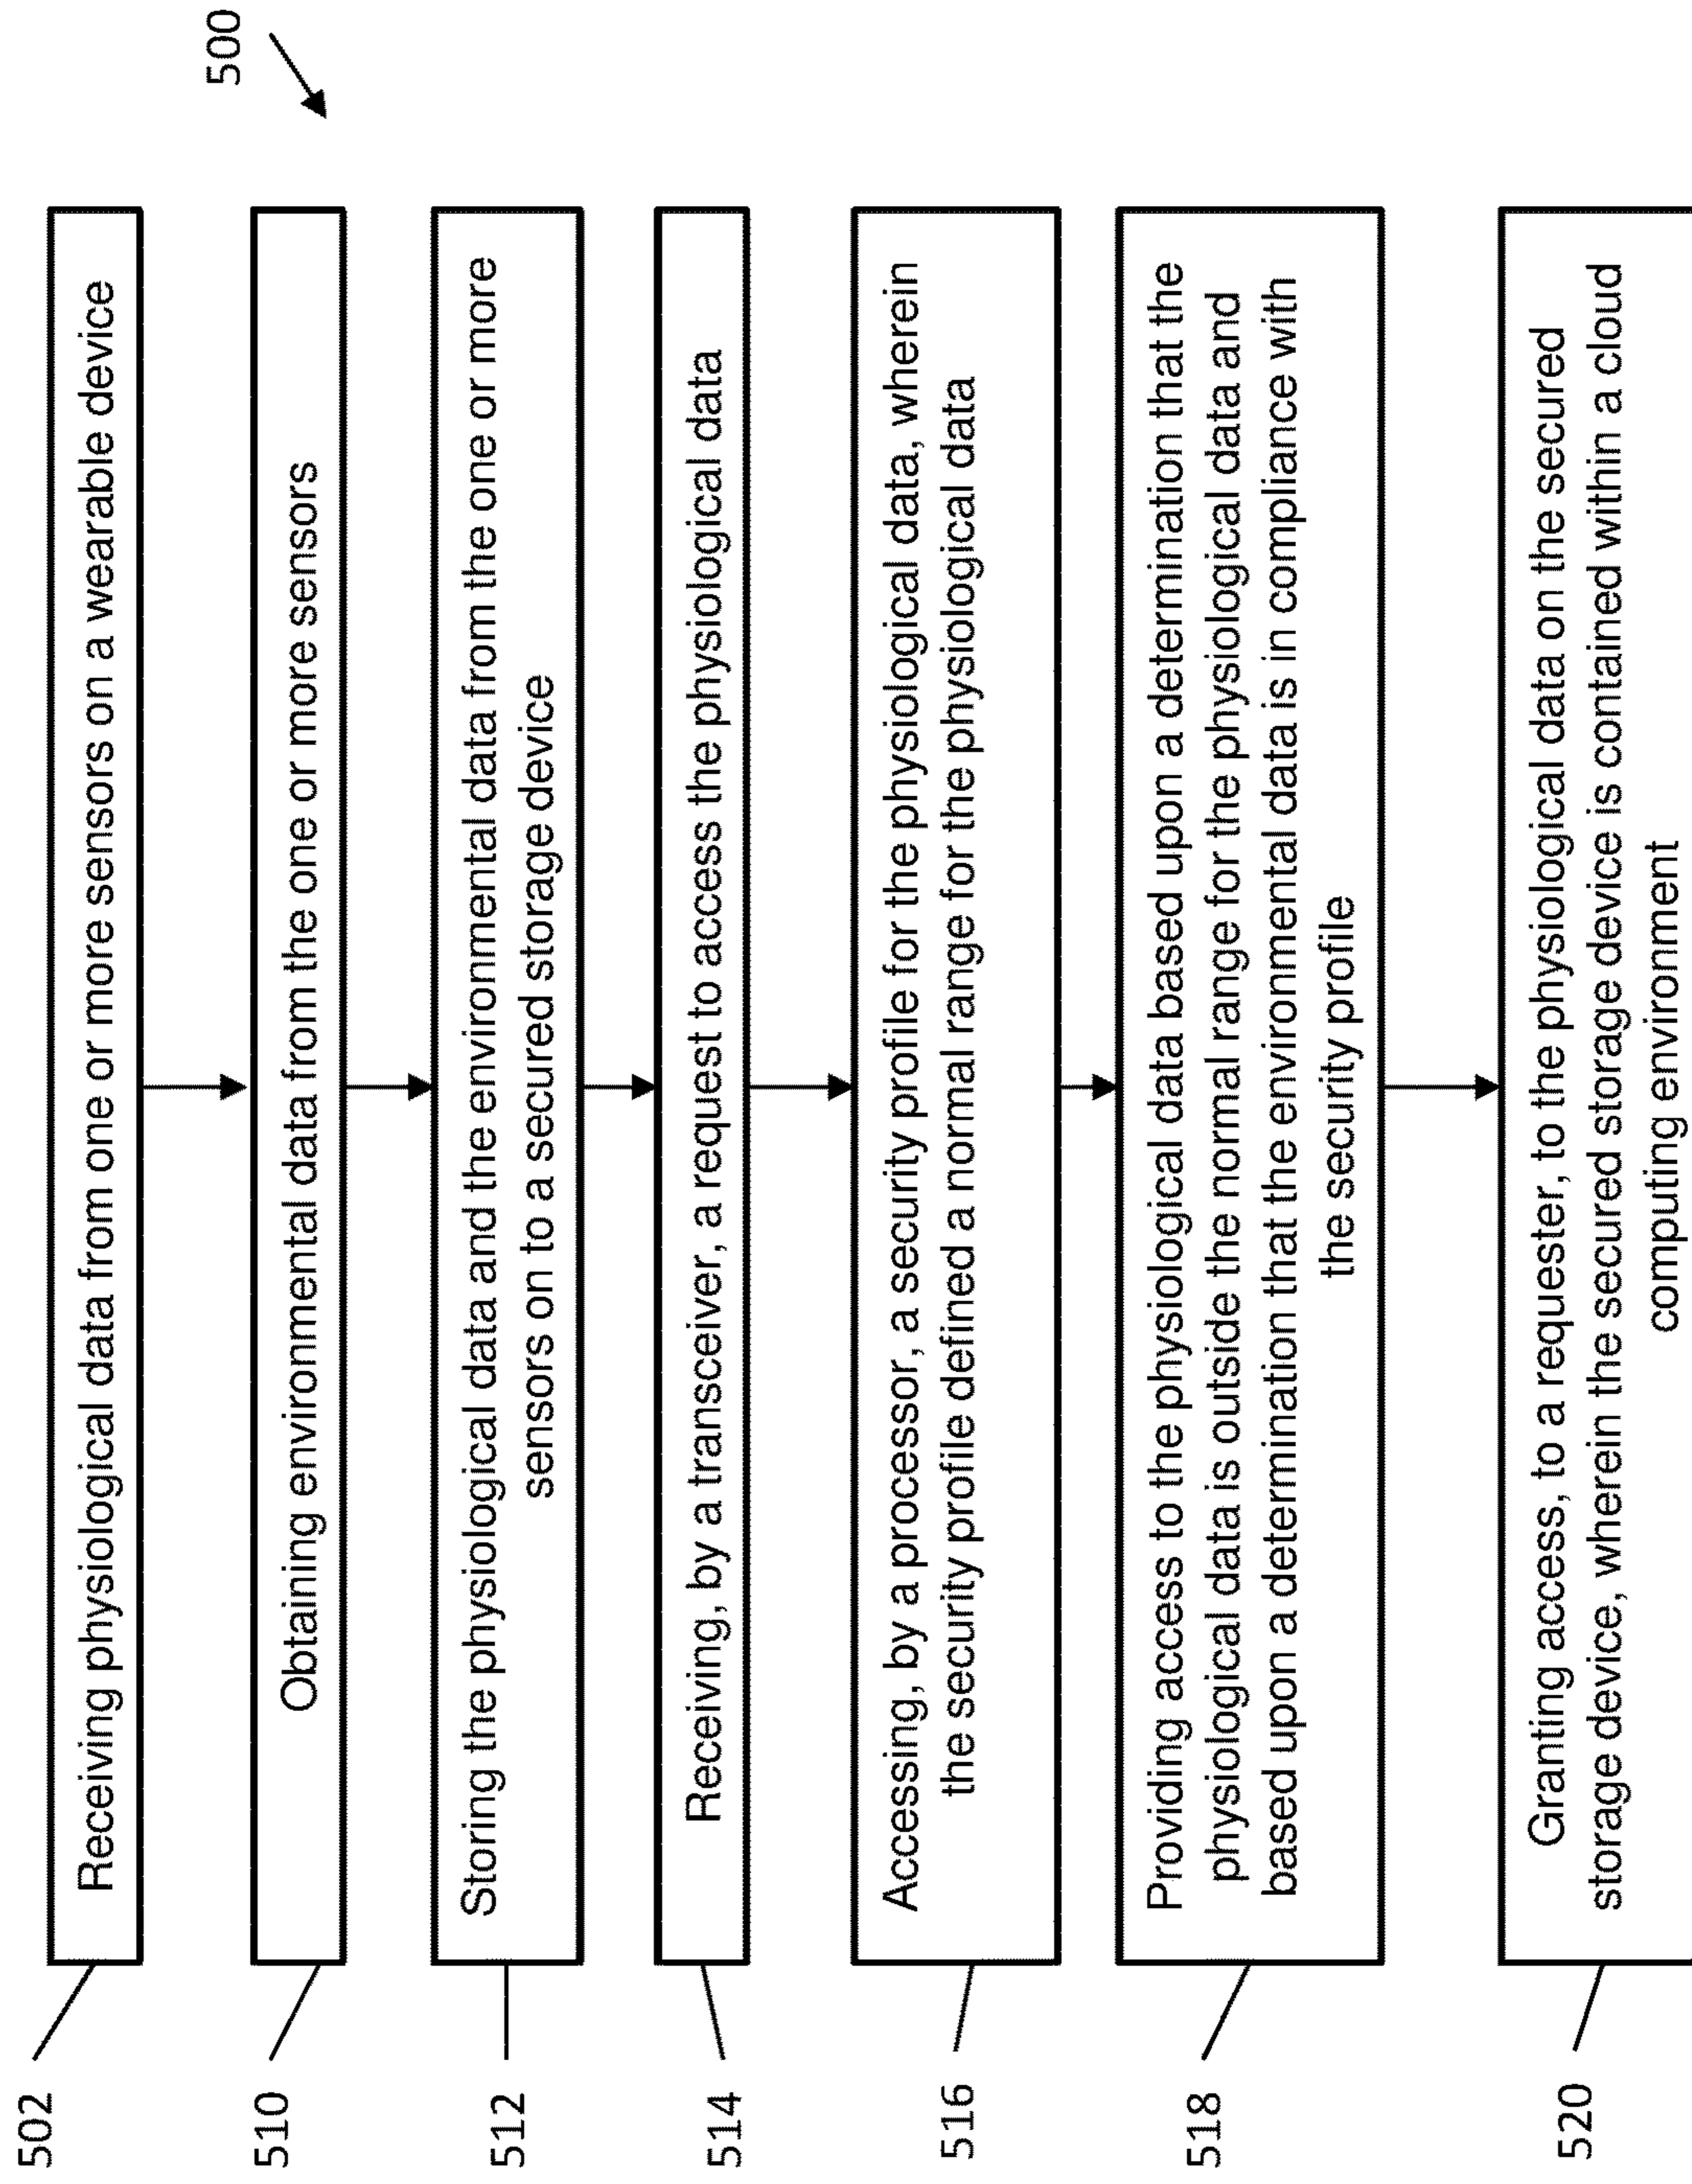 500
502
Receiving physiological data from one or more sensors on a wearable device
510
Obtaining environmental data from the one or more sensors
512
Storing the physiological data and the environmental data from the one or more
sensors on to a secured storage device
514
Receiving, by a transceiver, a request to access the physiological data
516
Accessing, by a processor, a security profile for the physiological data, wherein
the security profile defined a normal range for the physiological data
518
Providing access to the physiological data based upon a determination that the
physiological data is outside the normal range for the physiological data and
based upon a determination that the environmental data is in compliance with
the security profile
520
Granting access, to a requester, to the physiological data on the secured
storage device, wherein the secured storage device is contained within a cloud
computing environment